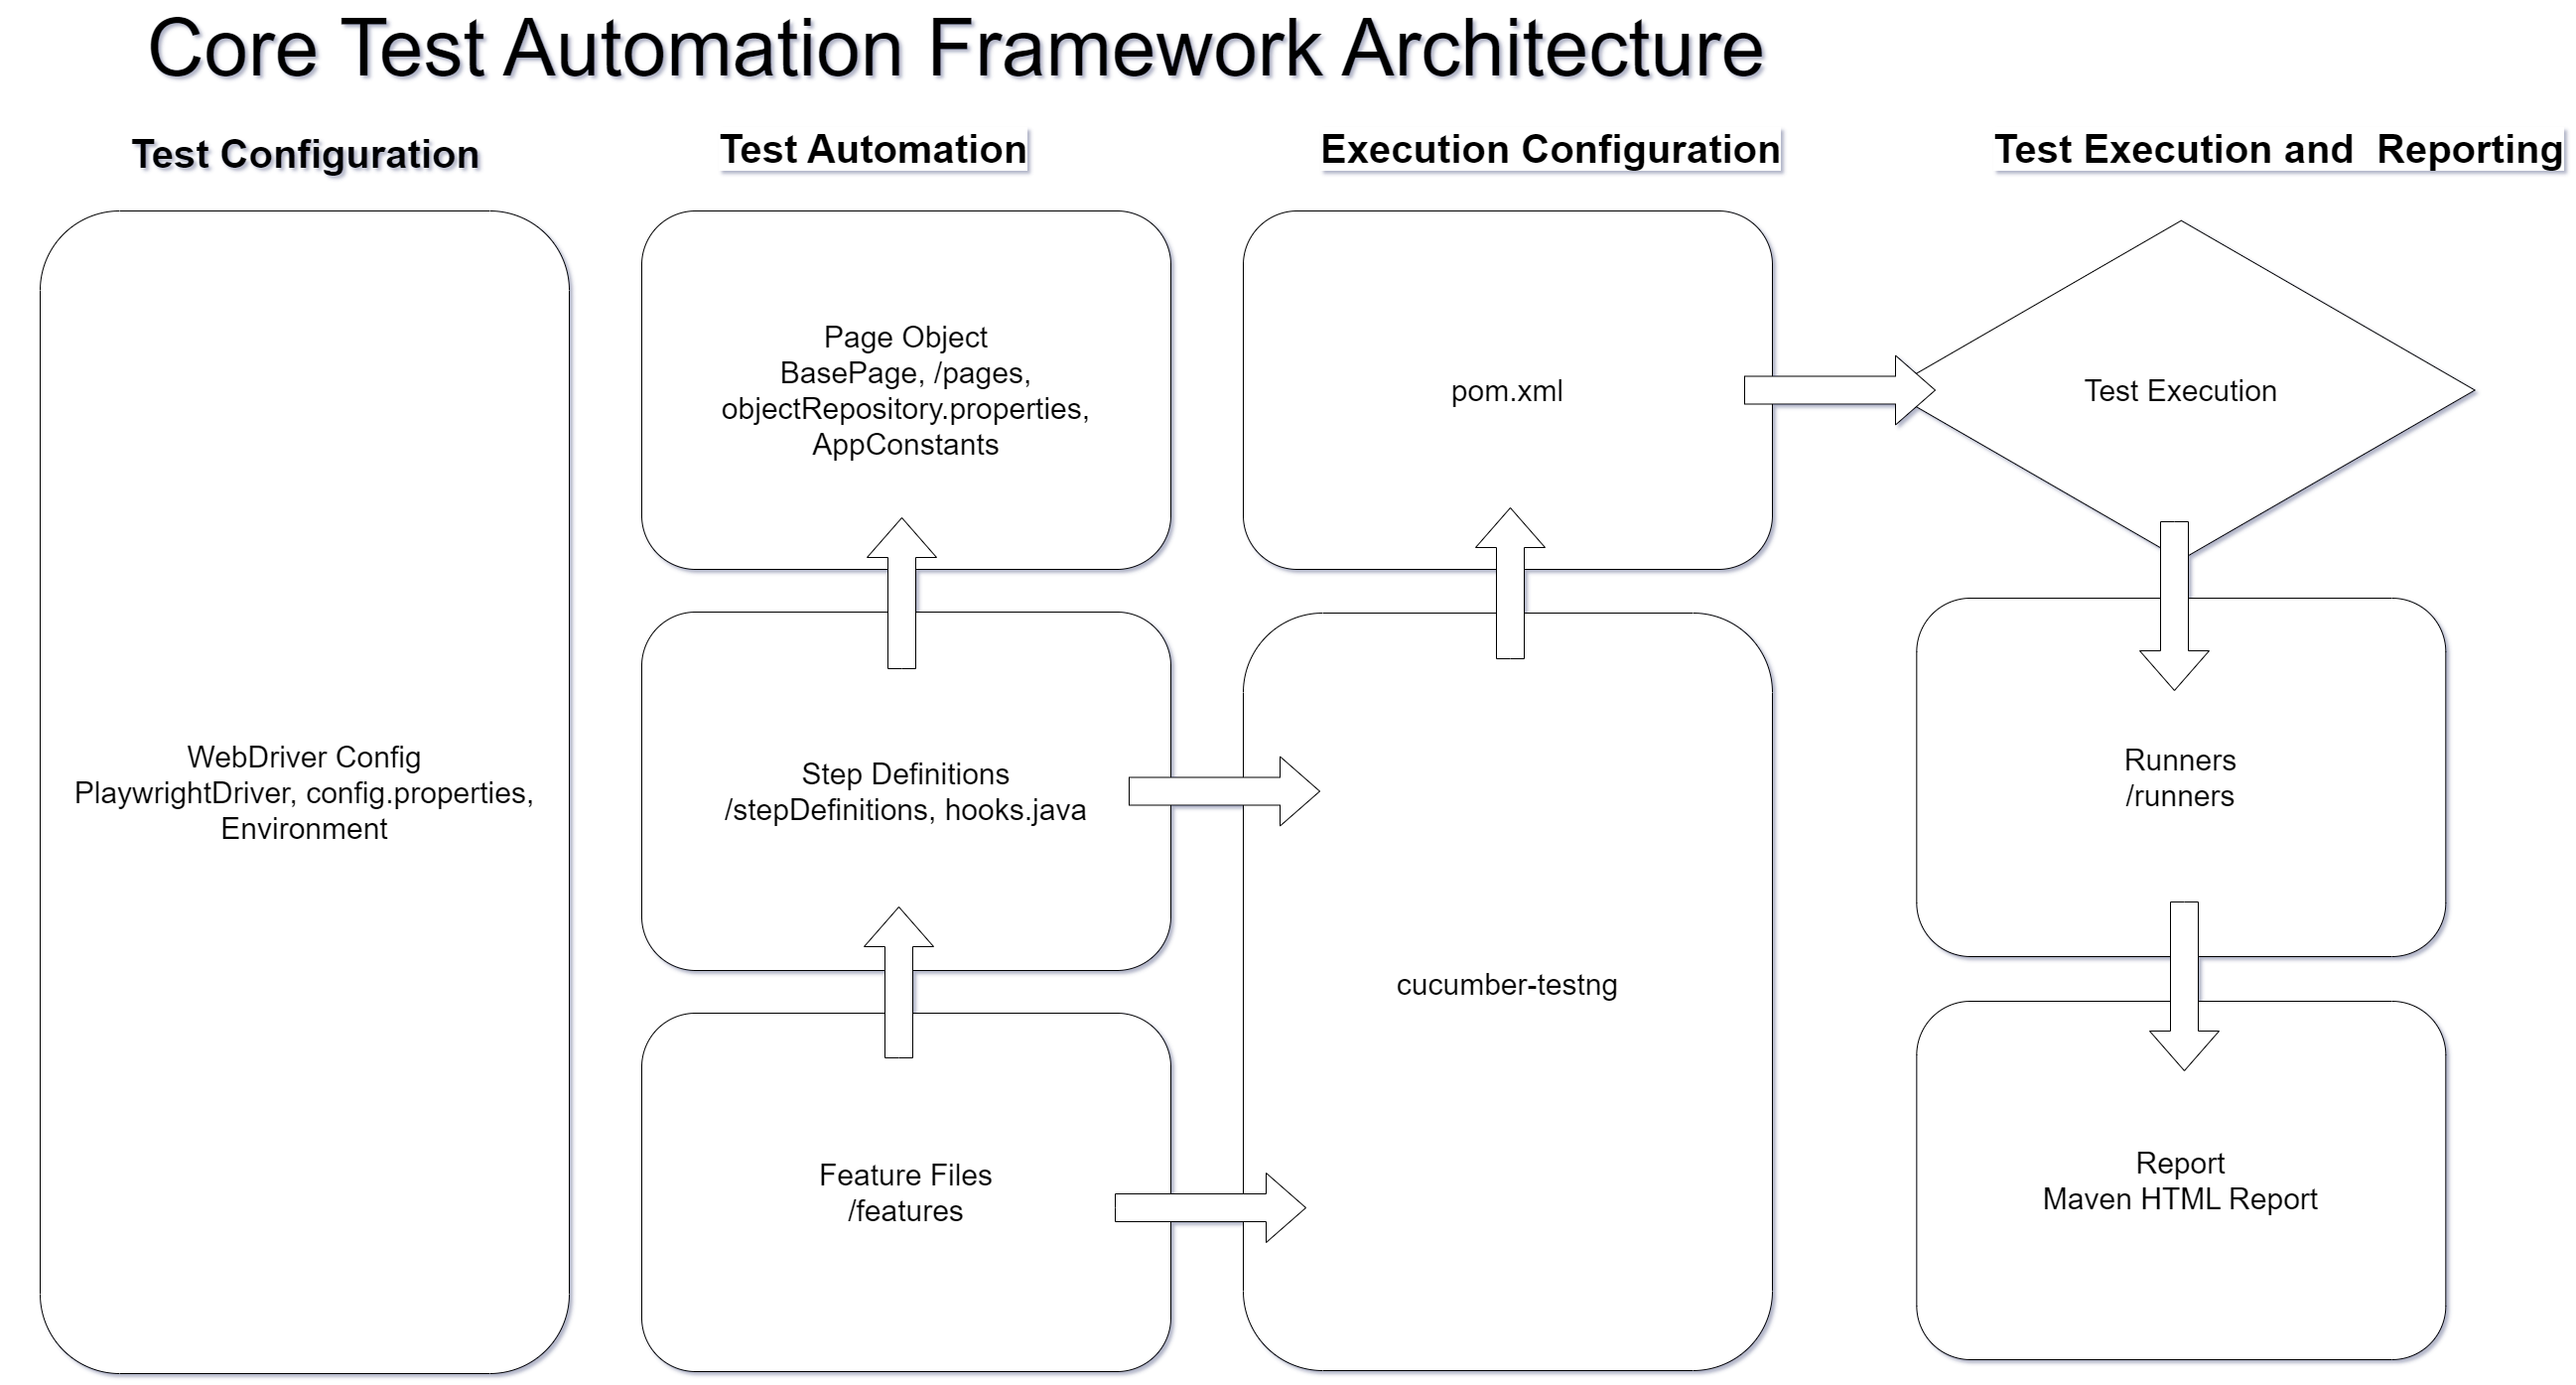 Core Test Automation Framework Architecture
Test Configuration
Test Automation
Execution Configuration
Test Execution and  Reporting
WebDriver Config
PlaywrightDriver, config.properties,
Environment
Page Object
BasePage, /pages,
objectRepository.properties,
AppConstants
Step Definitions
/stepDefinitions, hooks.java
Feature Files
/features
pom.xml
cucumber-testng
Test Execution
Runners
/runners
Report
Maven HTML Report